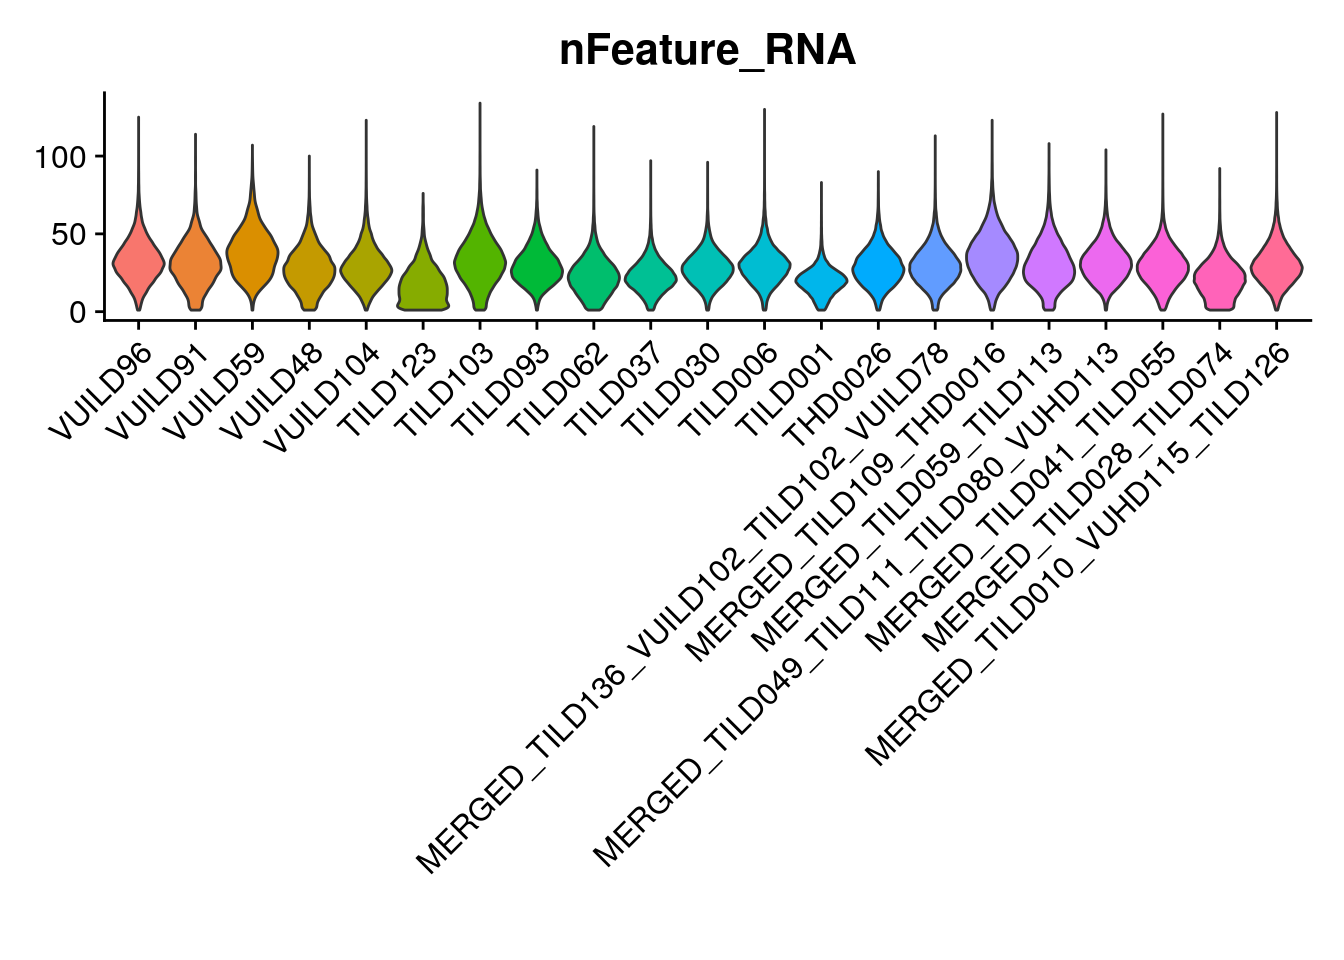 nFeature_RNA
100
50
0
VUILD96
VUILD91
VUILD59
VUILD48
VUILD104
TILD123
TILD103
TILD093
TILD062
TILD037
TILD030
TILD006
TILD001
THD0026
MERGED_TILD136_VUILD102_TILD102_VUILD78
MERGED_TILD109_THD0016
MERGED_TILD059_TILD113
MERGED_TILD049_TILD111_TILD080_VUHD113
MERGED_TILD041_TILD055
MERGED_TILD028_TILD074
MERGED_TILD010_VUHD115_TILD126